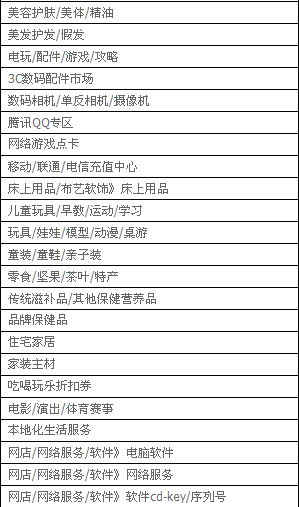 美容护肤/美体/精油
美发护发/假发
电玩/配件/游戏/攻略
3C数码配件市场
数码相机/单反相机/摄像机
腾讯QQ专区
网络游戏点卡
移动/联通/电信充值中心
床上用品/布艺软饰》床上用品
儿童玩具/早教/运动/学习
玩具/娃娃/模型/动漫/桌游
童装/童鞋/亲子装
零食/坚果/茶叶/特产
传统滋补品/其他保健营养品
品牌保健品
住宅家居
家装主材
吃喝玩乐折扣券
电影/演出/体育赛事
本地化生活服务
网店/网络服务/软件》电脑软件
网店/网络服务/软件》网络服务
网店/网络服务/软件》软件cd-key/序列号